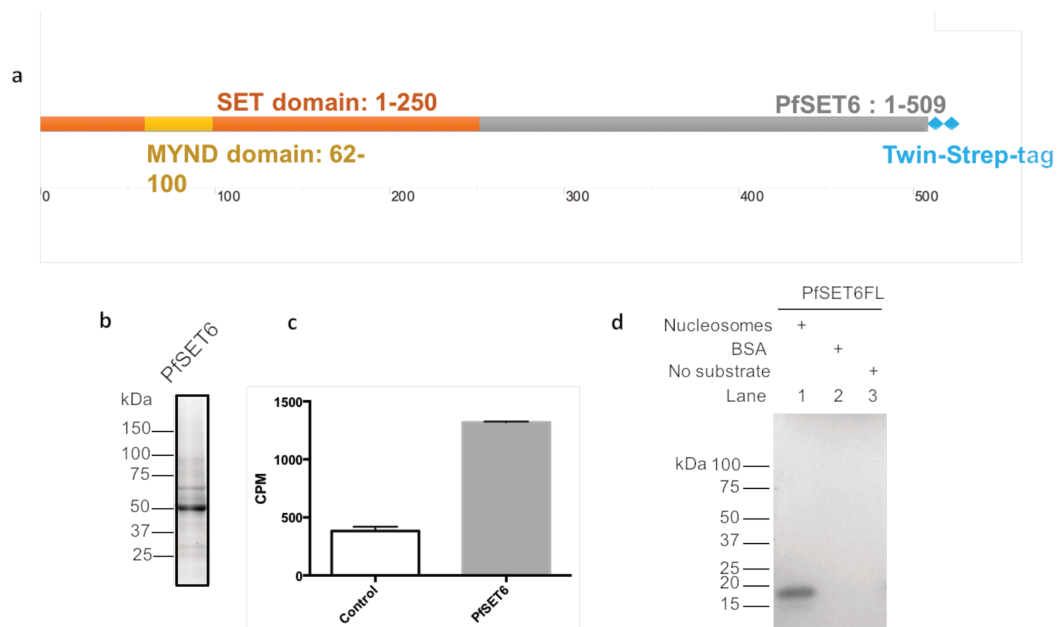 a
SET domain: 1-250
PfSET6 : 1-509
MYND domain: 62-
100
Twin-Strep-tag
0 100 200 300 400 500
b
PfSET6
kDa
150
100
75
50
37
25
c
1500
1000
500
0
CPM
Control
PfSET6
d
PfSET6FL
Nucleosomes +
BSA +
No substrate +
Lane 1 2 3
kDa 100
75
50
37
25
20
15